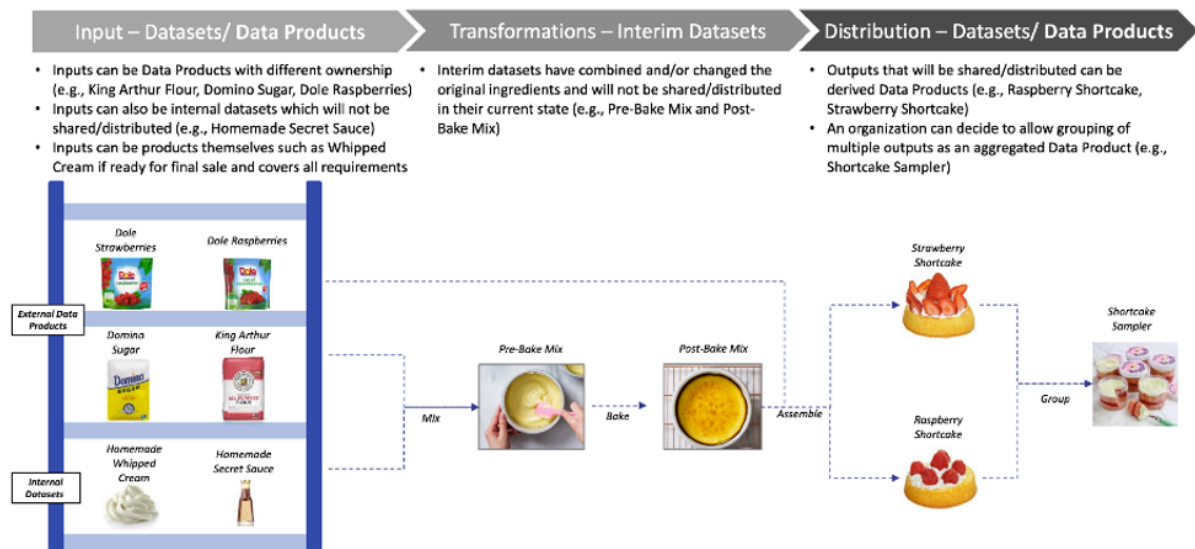 Input – Datasets/ Data Products
Transformations – Interim Datasets
Distribution – Datasets/ Data Products
• Inputs can be Data Products with different ownership
(e.g., King Arthur Flour, Domino Sugar, Dole Raspberries)
• Inputs can also be internal datasets which will not be
shared/distributed (e.g., Homemade Secret Sauce)
• Inputs can be products themselves such as Whipped
Cream if ready for final sale and covers all requirements
• Interim datasets have combined and/or changed the
original ingredients and will not be shared/distributed
in their current state (e.g., Pre-Bake Mix and Post-
Bake Mix)
• Outputs that will be shared/distributed can be
derived Data Products (e.g., Raspberry Shortcake,
Strawberry Shortcake)
• An organization can decide to allow grouping of
multiple outputs as an aggregated Data Product (e.g.,
Shortcake Sampler)
Dole
Strawberries
Dole Raspberries
Dole
Dole
External Data
Products
Domino
Sugar
King Arthur
Flour
Domino
SUGAR
Homemade
Whipped
Cream
Homemade
Secret Sauce
Internal
Datasets
Mix
Pre-Bake Mix
Bake
Post-Bake Mix
Assemble
Strawberry
Shortcake
Raspberry
Shortcake
Group
Shortcake
Sampler